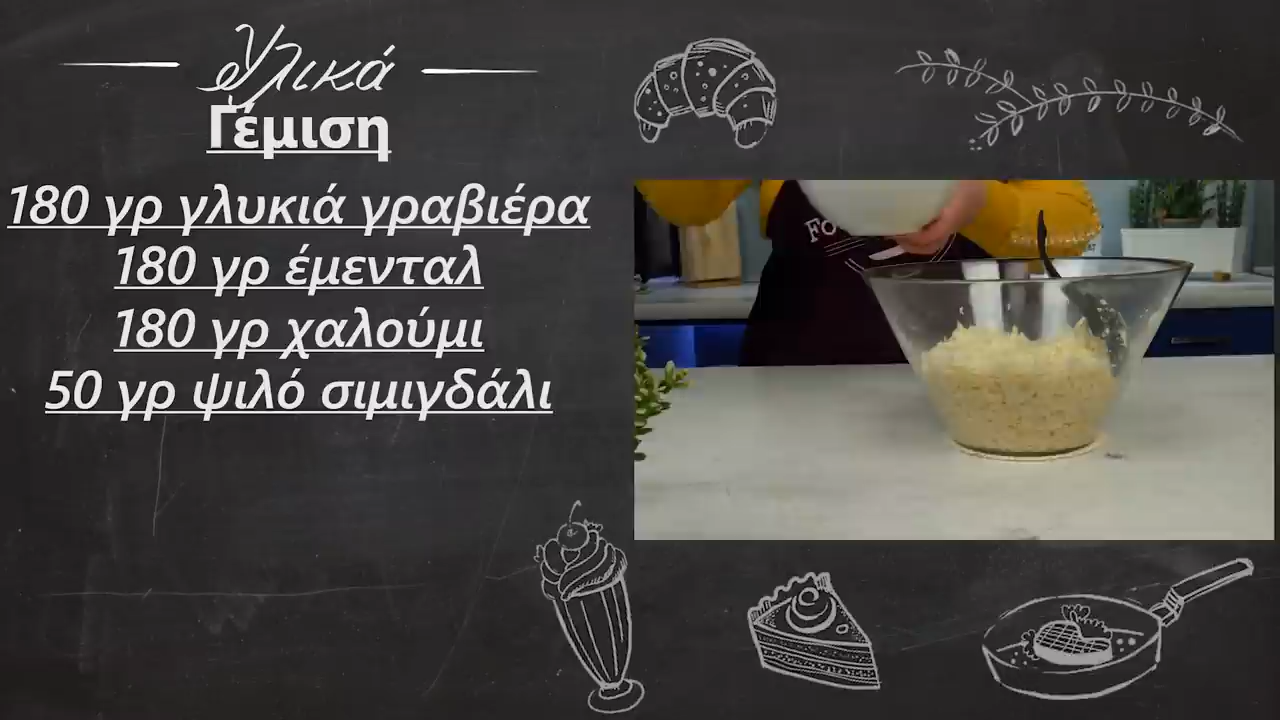 Υλικά
Γέμιση
180 γρ γλυκιά γραβιέρα
180 γρ έμενταλ
180 γρ χαλούμι
50 γρ ψιλό σιμιγδάλι